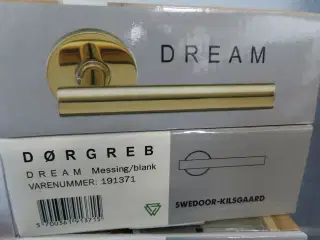 DREAM
DØRGREB
DREAM Messing/blank
VARENUMMER: 191371
SWEDOOR-KILSGAARD